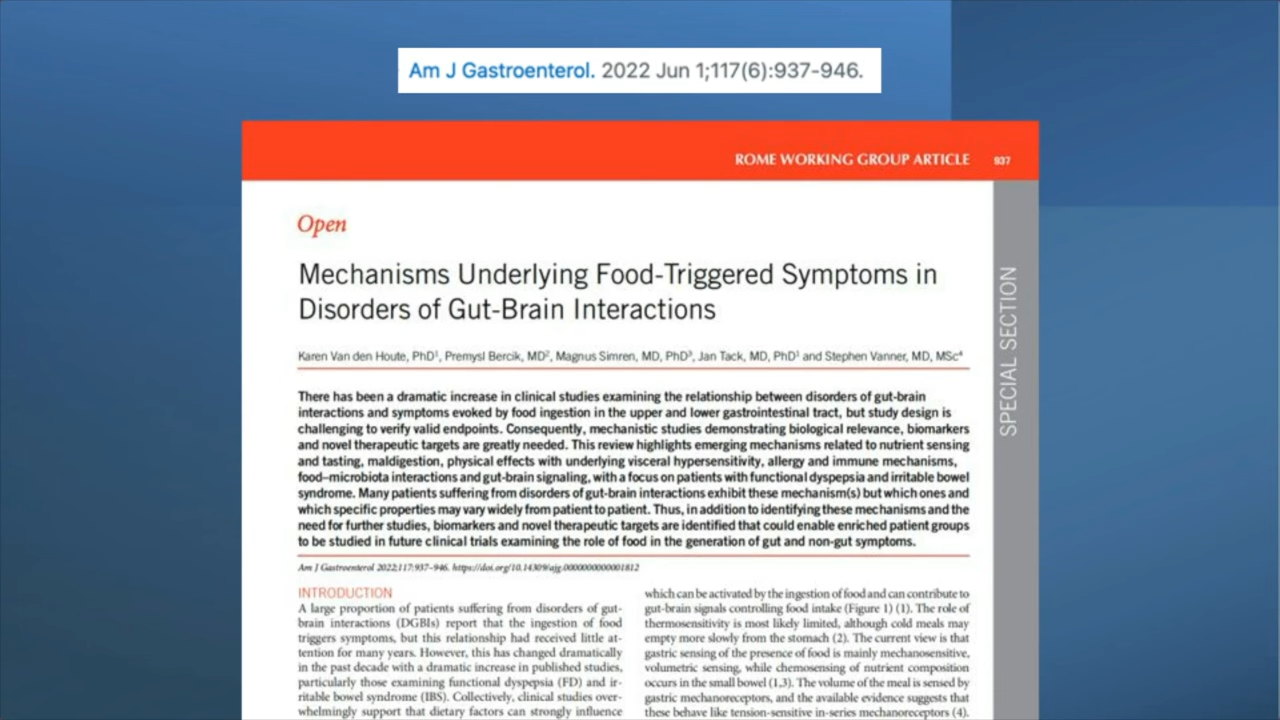 Am J Gastroenterol. 2022 Jun 1;117(6):937-946.
ROME WORKING GROUP ARTICLE 937
Open
Mechanisms Underlying Food-Triggered Symptoms in
Disorders of Gut-Brain Interactions
Karen Van den Houte, PhD¹, Premysl Bercik, MD², Magnus Simren, MD, PhD³, Jan Tack, MD, PhD¹ and Stephen Vanner, MD, MSc⁴
There has been a dramatic increase in clinical studies examining the relationship between disorders of gut-brain
interactions and symptoms evoked by food ingestion in the upper and lower gastrointestinal tract, but study design is
challenging to verify valid endpoints. Consequently, mechanistic studies demonstrating biological relevance, biomarkers
and novel therapeutic targets are greatly needed. This review highlights emerging mechanisms related to nutrient sensing
and tasting, maldigestion, physical effects with underlying visceral hypersensitivity, allergy and immune mechanisms,
food–microbiota interactions and gut-brain signaling, with a focus on patients with functional dyspepsia and irritable bowel
syndrome. Many patients suffering from disorders of gut-brain interactions exhibit these mechanism(s) but which ones and
which specific properties may vary widely from patient to patient. Thus, in addition to identifying these mechanisms and the
need for further studies, biomarkers and novel therapeutic targets are identified that could enable enriched patient groups
to be studied in future clinical trials examining the role of food in the generation of gut and non-gut symptoms.
Am J Gastroenterol 2022;117:937–946. https://doi.org/10.14309/ajg.0000000000001812
INTRODUCTION
A large proportion of patients suffering from disorders of gut-
brain interactions (DGBIs) report that the ingestion of food
triggers symptoms, but this relationship had received little at-
tention for many years. However, this has changed dramatically
in the past decade with a dramatic increase in published studies,
particularly those examining functional dyspepsia (FD) and ir-
ritable bowel syndrome (IBS). Collectively, clinical studies over-
whelmingly support that dietary factors can strongly influence
which can be activated by the ingestion of food and can contribute to
gut-brain signals controlling food intake (Figure 1) (1). The role of
thermosensitivity is most likely limited, although cold meals may
empty more slowly from the stomach (2). The current view is that
gastric sensing of the presence of food is mainly mechanosensitive,
volumetric sensing, while chemosensing of nutrient composition
occurs in the small bowel (1,3). The volume of the meal is sensed by
gastric mechanoreceptors, and the available evidence suggests that
these behave like tension-sensitive in-series mechanoreceptors (4).
SPECIAL SECTION